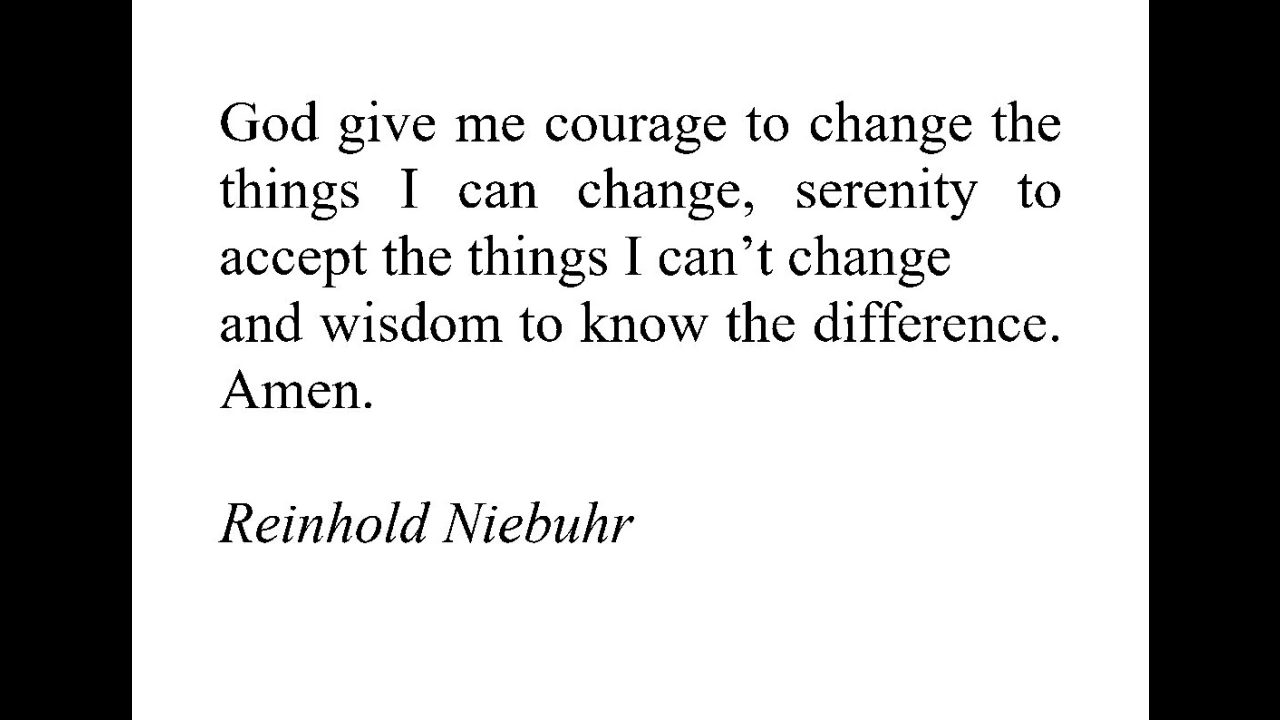 God give me courage to change the
things I can change, serenity to
accept the things I can’t change
and wisdom to know the difference.
Amen.
Reinhold Niebuhr